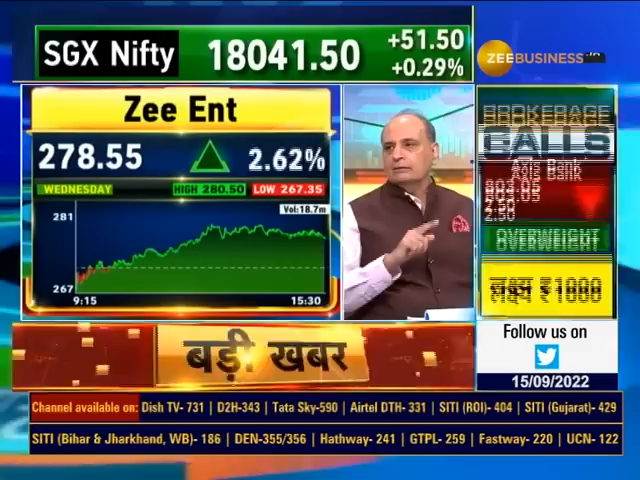 SGX Nifty 18041.50 +51.50
+0.29%
ZEEBUSINESS
Zee Ent
278.55 2.62%
WEDNESDAY HIGH 280.50 LOW 267.35
Vol:18.7m
281
267
9:15 15:30
BROKERAGE
CALLS
Axis Bank
OVERWEIGHT
लक्ष्य ₹1000
बड़ी खबर
Follow us on
15/09/2022
Channel available on: Dish TV- 731 | D2H-343 | Tata Sky-590 | Airtel DTH- 331 | SITI (ROI)- 404 | SITI (Gujarat)- 429
SITI (Bihar & Jharkhand, WB)- 186 | DEN-355/356 | Hathway- 241 | GTPL- 259 | Fastway- 220 | UCN- 122